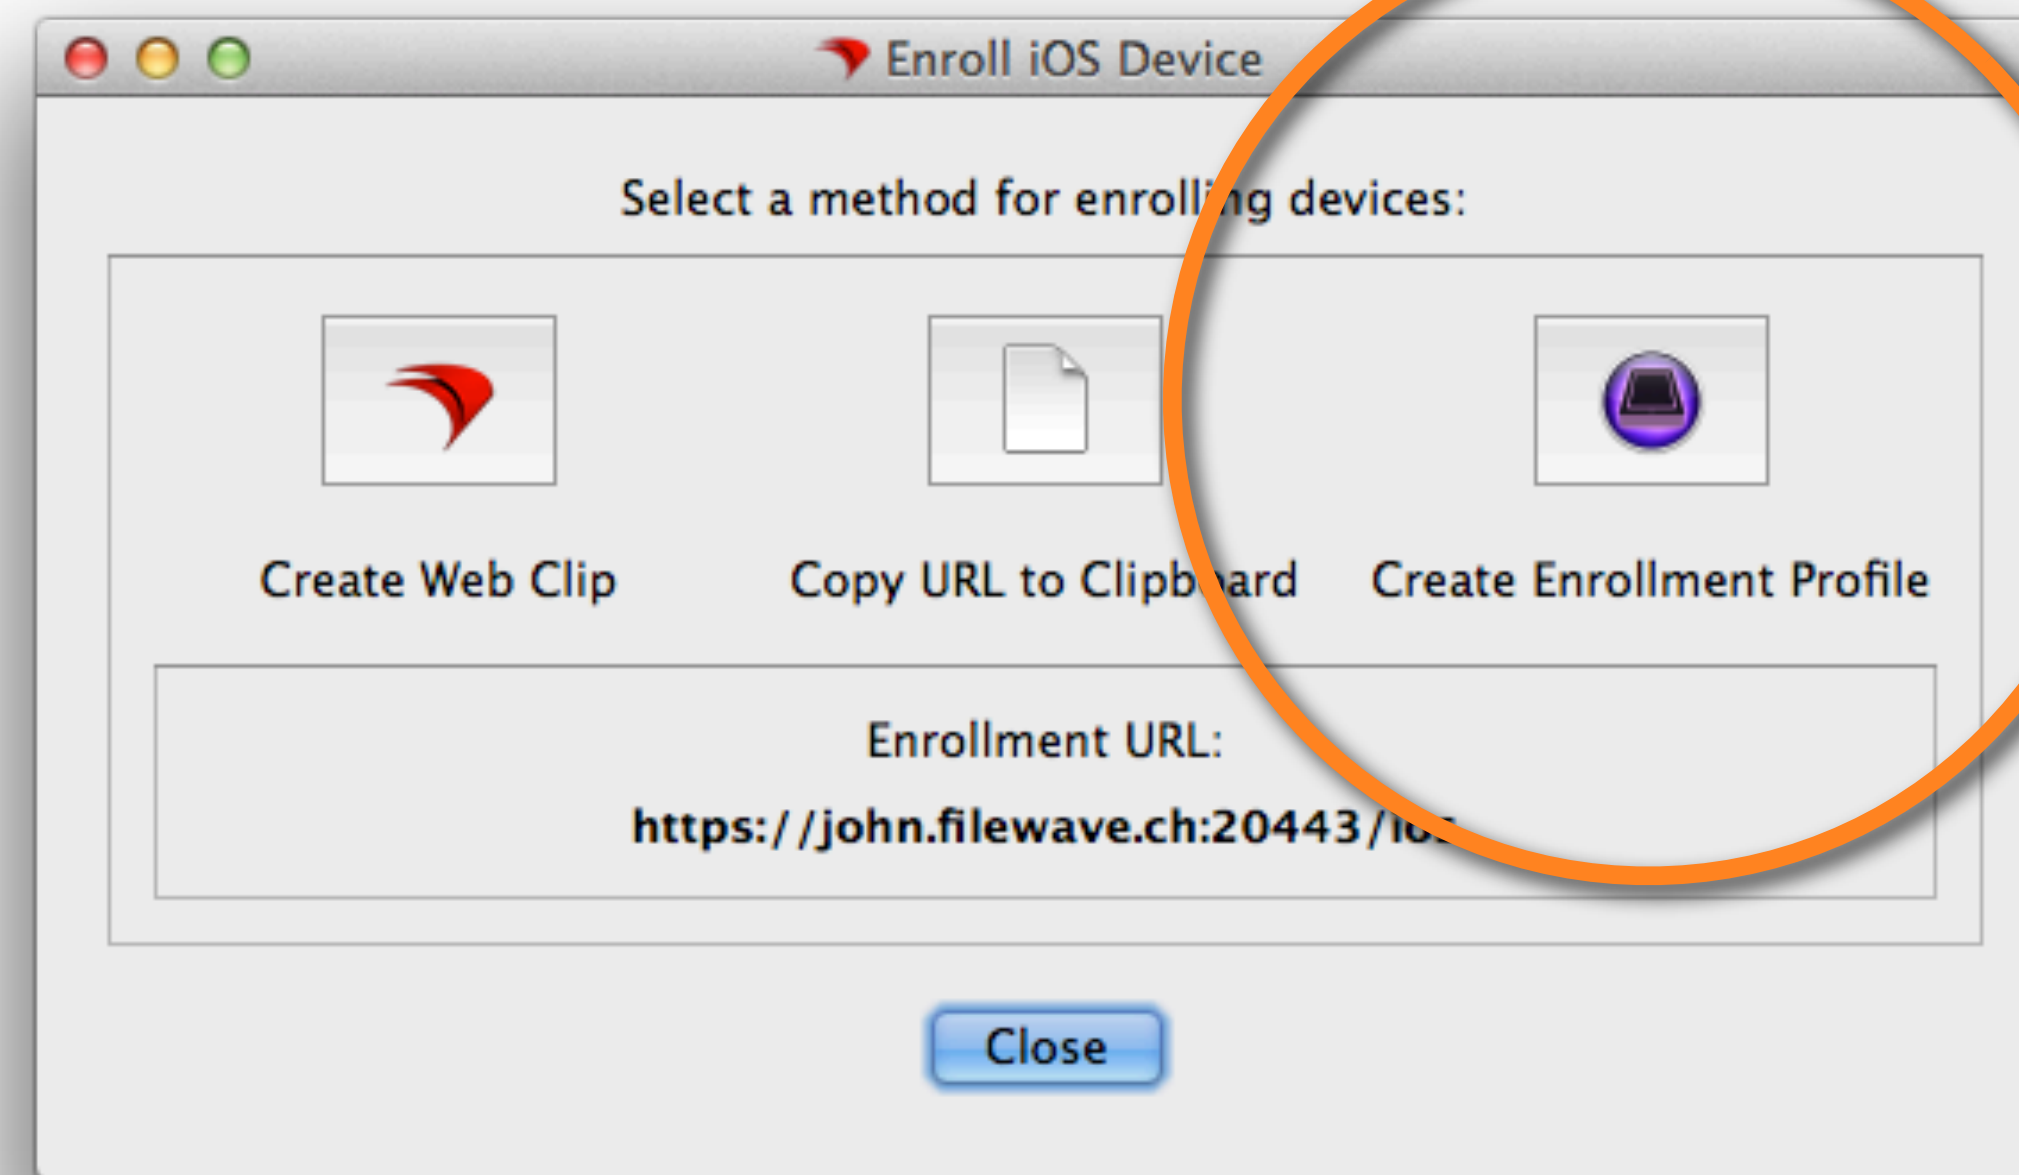 Enroll iOS Device
Select a method for enrolling devices:
Create Web Clip
Copy URL to Clipboard
Create Enrollment Profile
Enrollment URL:
https://john.filewave.ch:20443/ios
Close